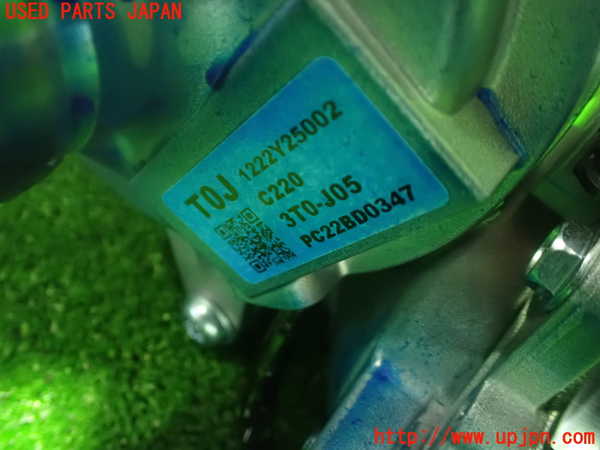 USED PARTS JAPAN
TOJ 1222Y25002
C220
3T0-J05
PC22BD0347
http://www.upjpn.com/